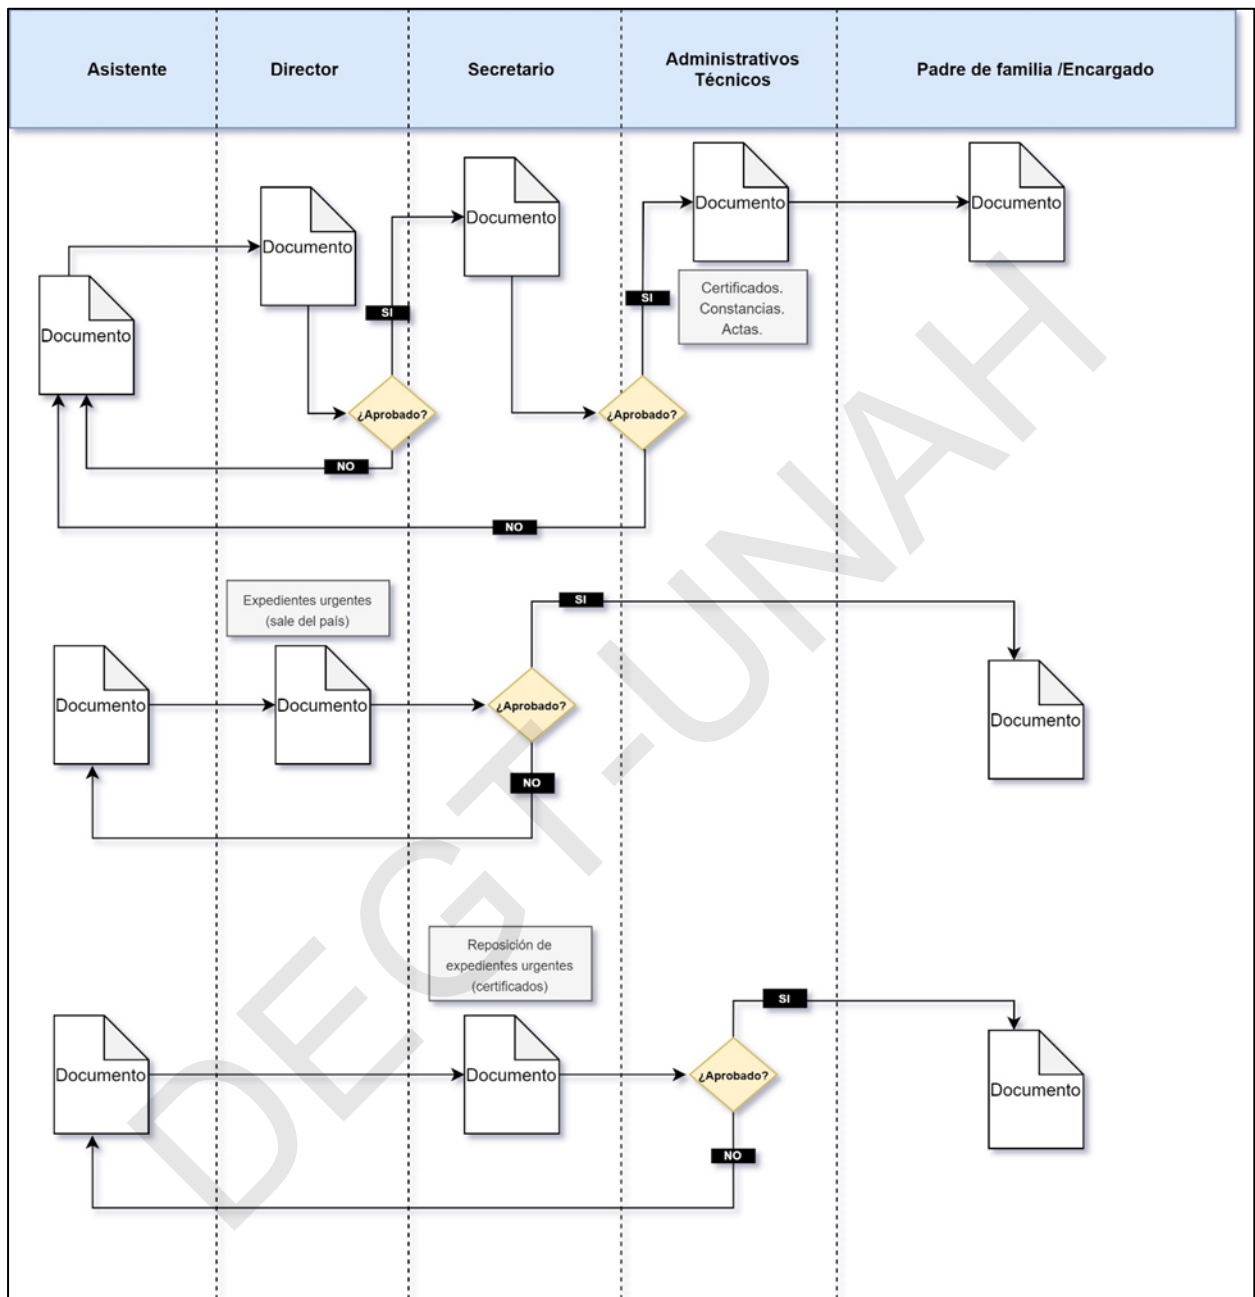 Asistente
Director
Secretario
Administrativos
Técnicos
Padre de familia /Encargado
Documento
Documento
Documento
Documento
Documento
SI
SI
Certificados.
Constancias.
Actas.
¿Aprobado?
¿Aprobado?
NO
NO
Expedientes urgentes
(sale del país)
SI
Documento
Documento
¿Aprobado?
Documento
NO
Reposición de
expedientes urgentes
(certificados)
SI
Documento
Documento
¿Aprobado?
Documento
NO
DEGT-UNAH